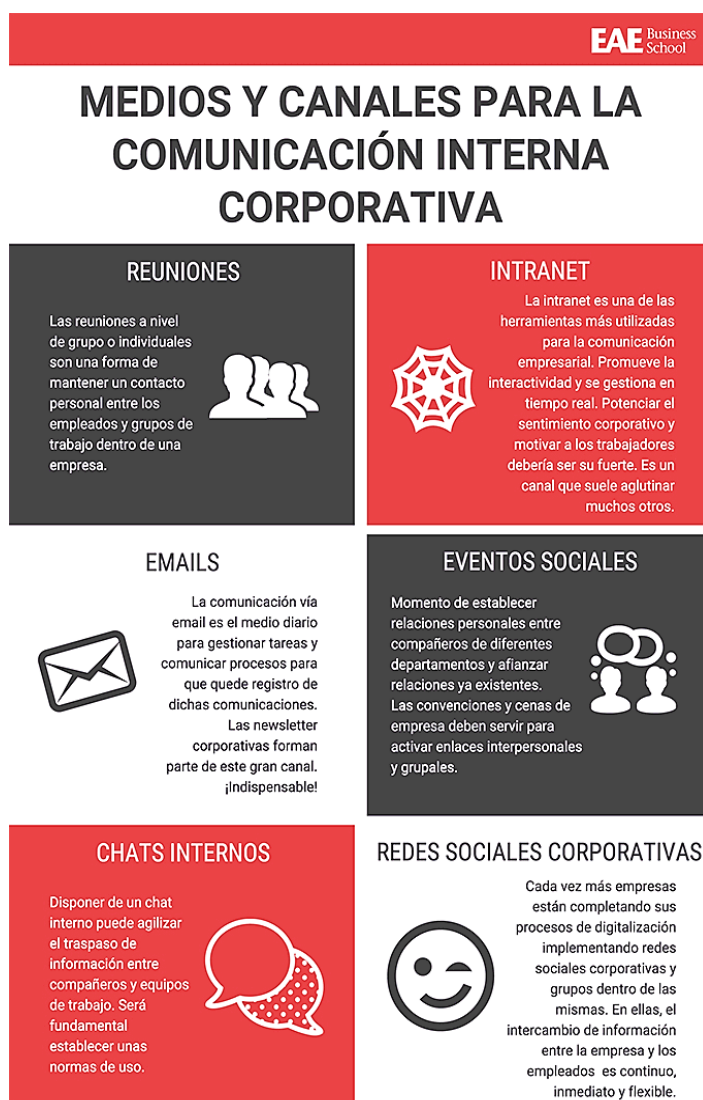 EAE Business
School
MEDIOS Y CANALES PARA LA
COMUNICACIÓN INTERNA
CORPORATIVA
REUNIONES
Las reuniones a nivel
de grupo o individuales
son una forma de
mantener un contacto
personal entre los
empleados y grupos de
trabajo dentro de una
empresa.
INTRANET
La intranet es una de las
herramientas más utilizadas
para la comunicación
empresarial. Promueve la
interactividad y se gestiona en
tiempo real. Potenciar el
sentimiento corporativo y
motivar a los trabajadores
debería ser su fuerte. Es un
canal que suele aglutinar
muchos otros.
EMAILS
La comunicación vía
email es el medio diario
para gestionar tareas y
comunicar procesos para
que quede registro de
dichas comunicaciones.
Las newsletter
corporativas forman
parte de este gran canal.
¡Indispensable!
EVENTOS SOCIALES
Momento de establecer
relaciones personales entre
compañeros de diferentes
departamentos y afianzar
relaciones ya existentes.
Las convenciones y cenas de
empresa deben servir para
activar enlaces interpersonales
y grupales.
CHATS INTERNOS
Disponer de un chat
interno puede agilizar
el traspaso de
información entre
compañeros y equipos
de trabajo. Será
fundamental
establecer unas
normas de uso.
REDES SOCIALES CORPORATIVAS
Cada vez más empresas
están completando sus
procesos de digitalización
implementando redes
sociales corporativas y
grupos dentro de las
mismas. En ellas, el
intercambio de información
entre la empresa y los
empleados es continuo,
inmediato y flexible.